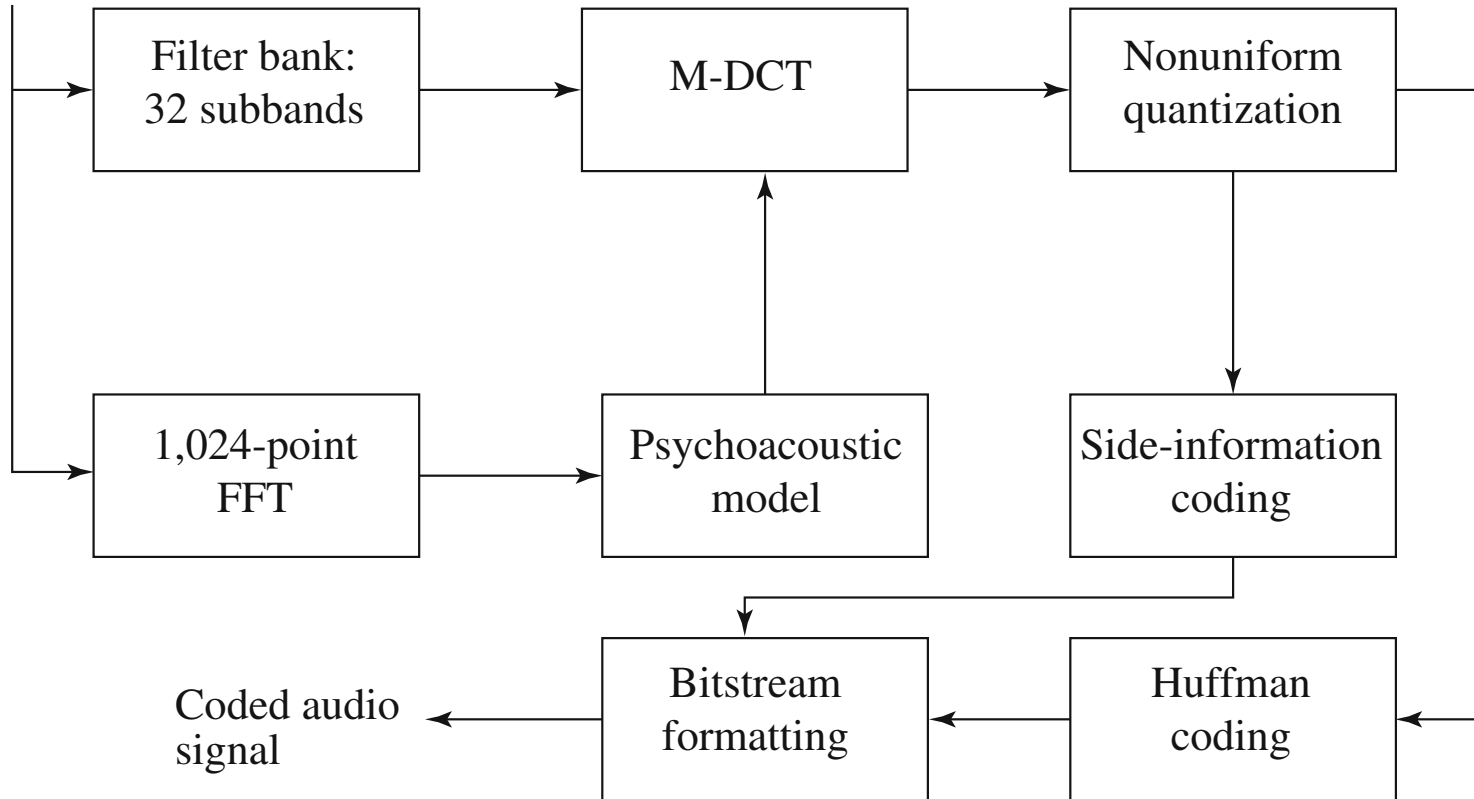 Filter bank:
32 subbands
M-DCT
Nonuniform
quantization
1,024-point
FFT
Psychoacoustic
model
Side-information
coding
Coded audio
signal
Bitstream
formatting
Huffman
coding